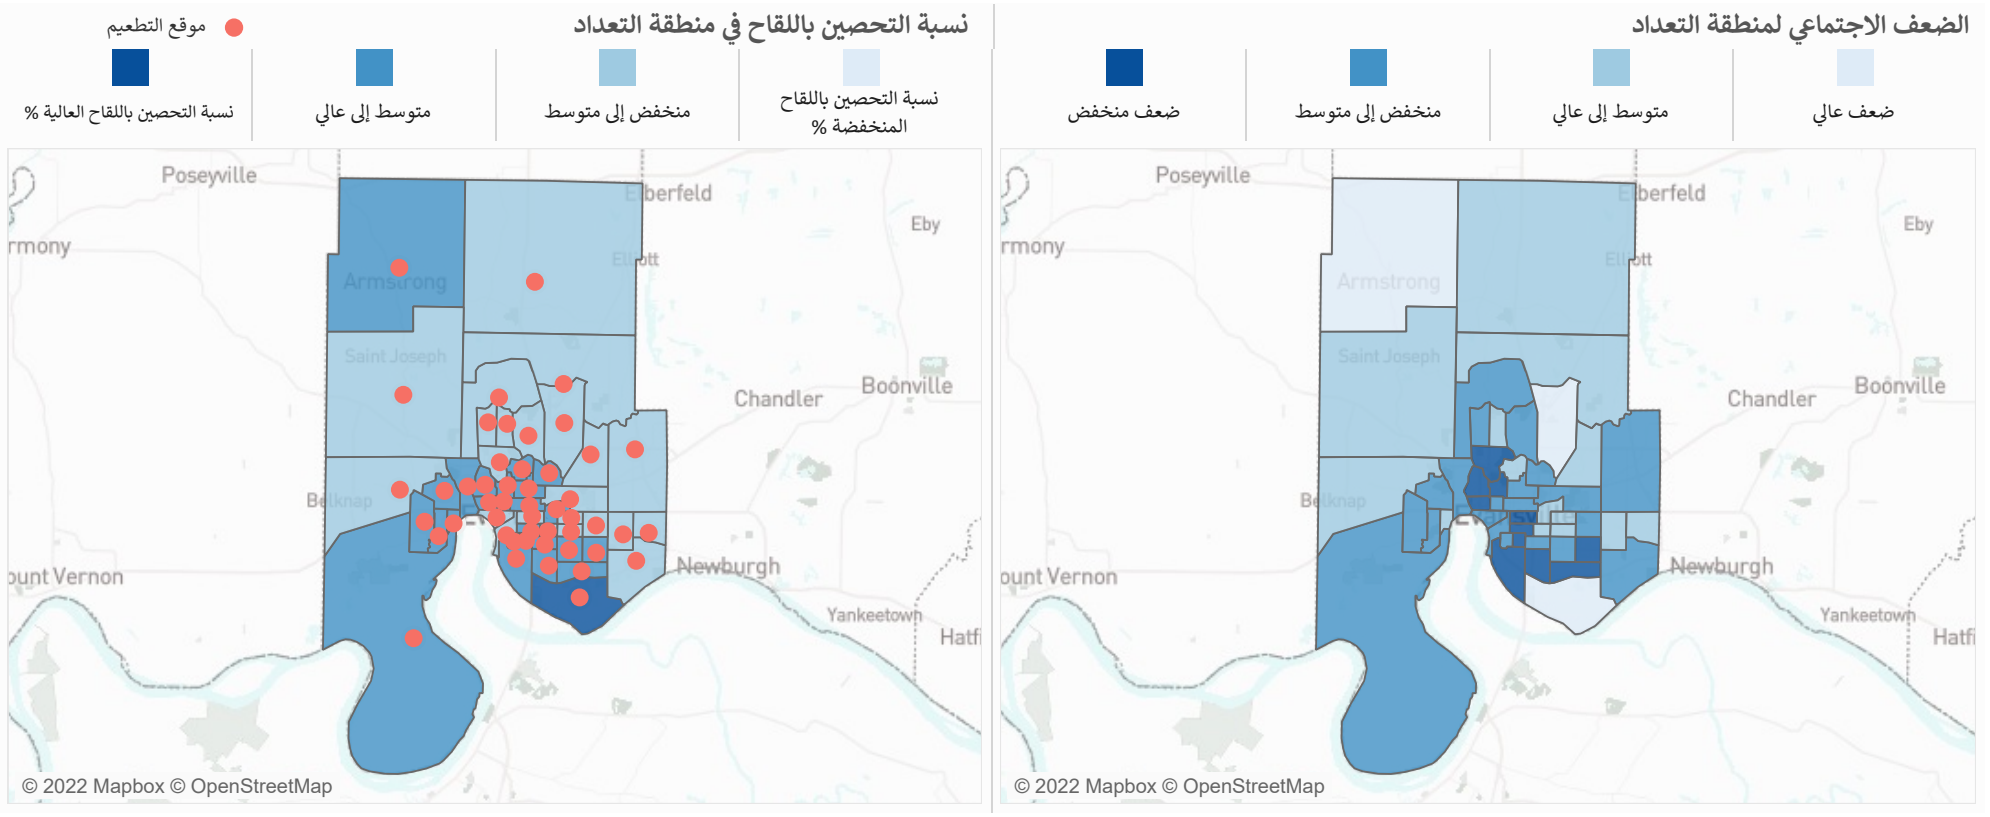 الضعف الاجتماعي لمنطقة التعداد
ضعف عالي
متوسط إلى عالي
منخفض إلى متوسط
ضعف منخفض
Poseyville
Elberfeld
Eby
rmony
Elliott
Armstrong
Saint Joseph
Boonville
Chandler
Belknap
Evansville
Newburgh
ount Vernon
Yankeetown
Hatfi
© 2022 Mapbox © OpenStreetMap
نسبة التحصين باللقاح في منطقة التعداد
موقع التطعيم
نسبة التحصين باللقاح
المنخفضة %
منخفض إلى متوسط
متوسط إلى عالي
نسبة التحصين باللقاح العالية %
Poseyville
Elberfeld
Eby
rmony
Elliott
Armstrong
Saint Joseph
Boonville
Chandler
Belknap
Newburgh
ount Vernon
Yankeetown
Hatfi
© 2022 Mapbox © OpenStreetMap